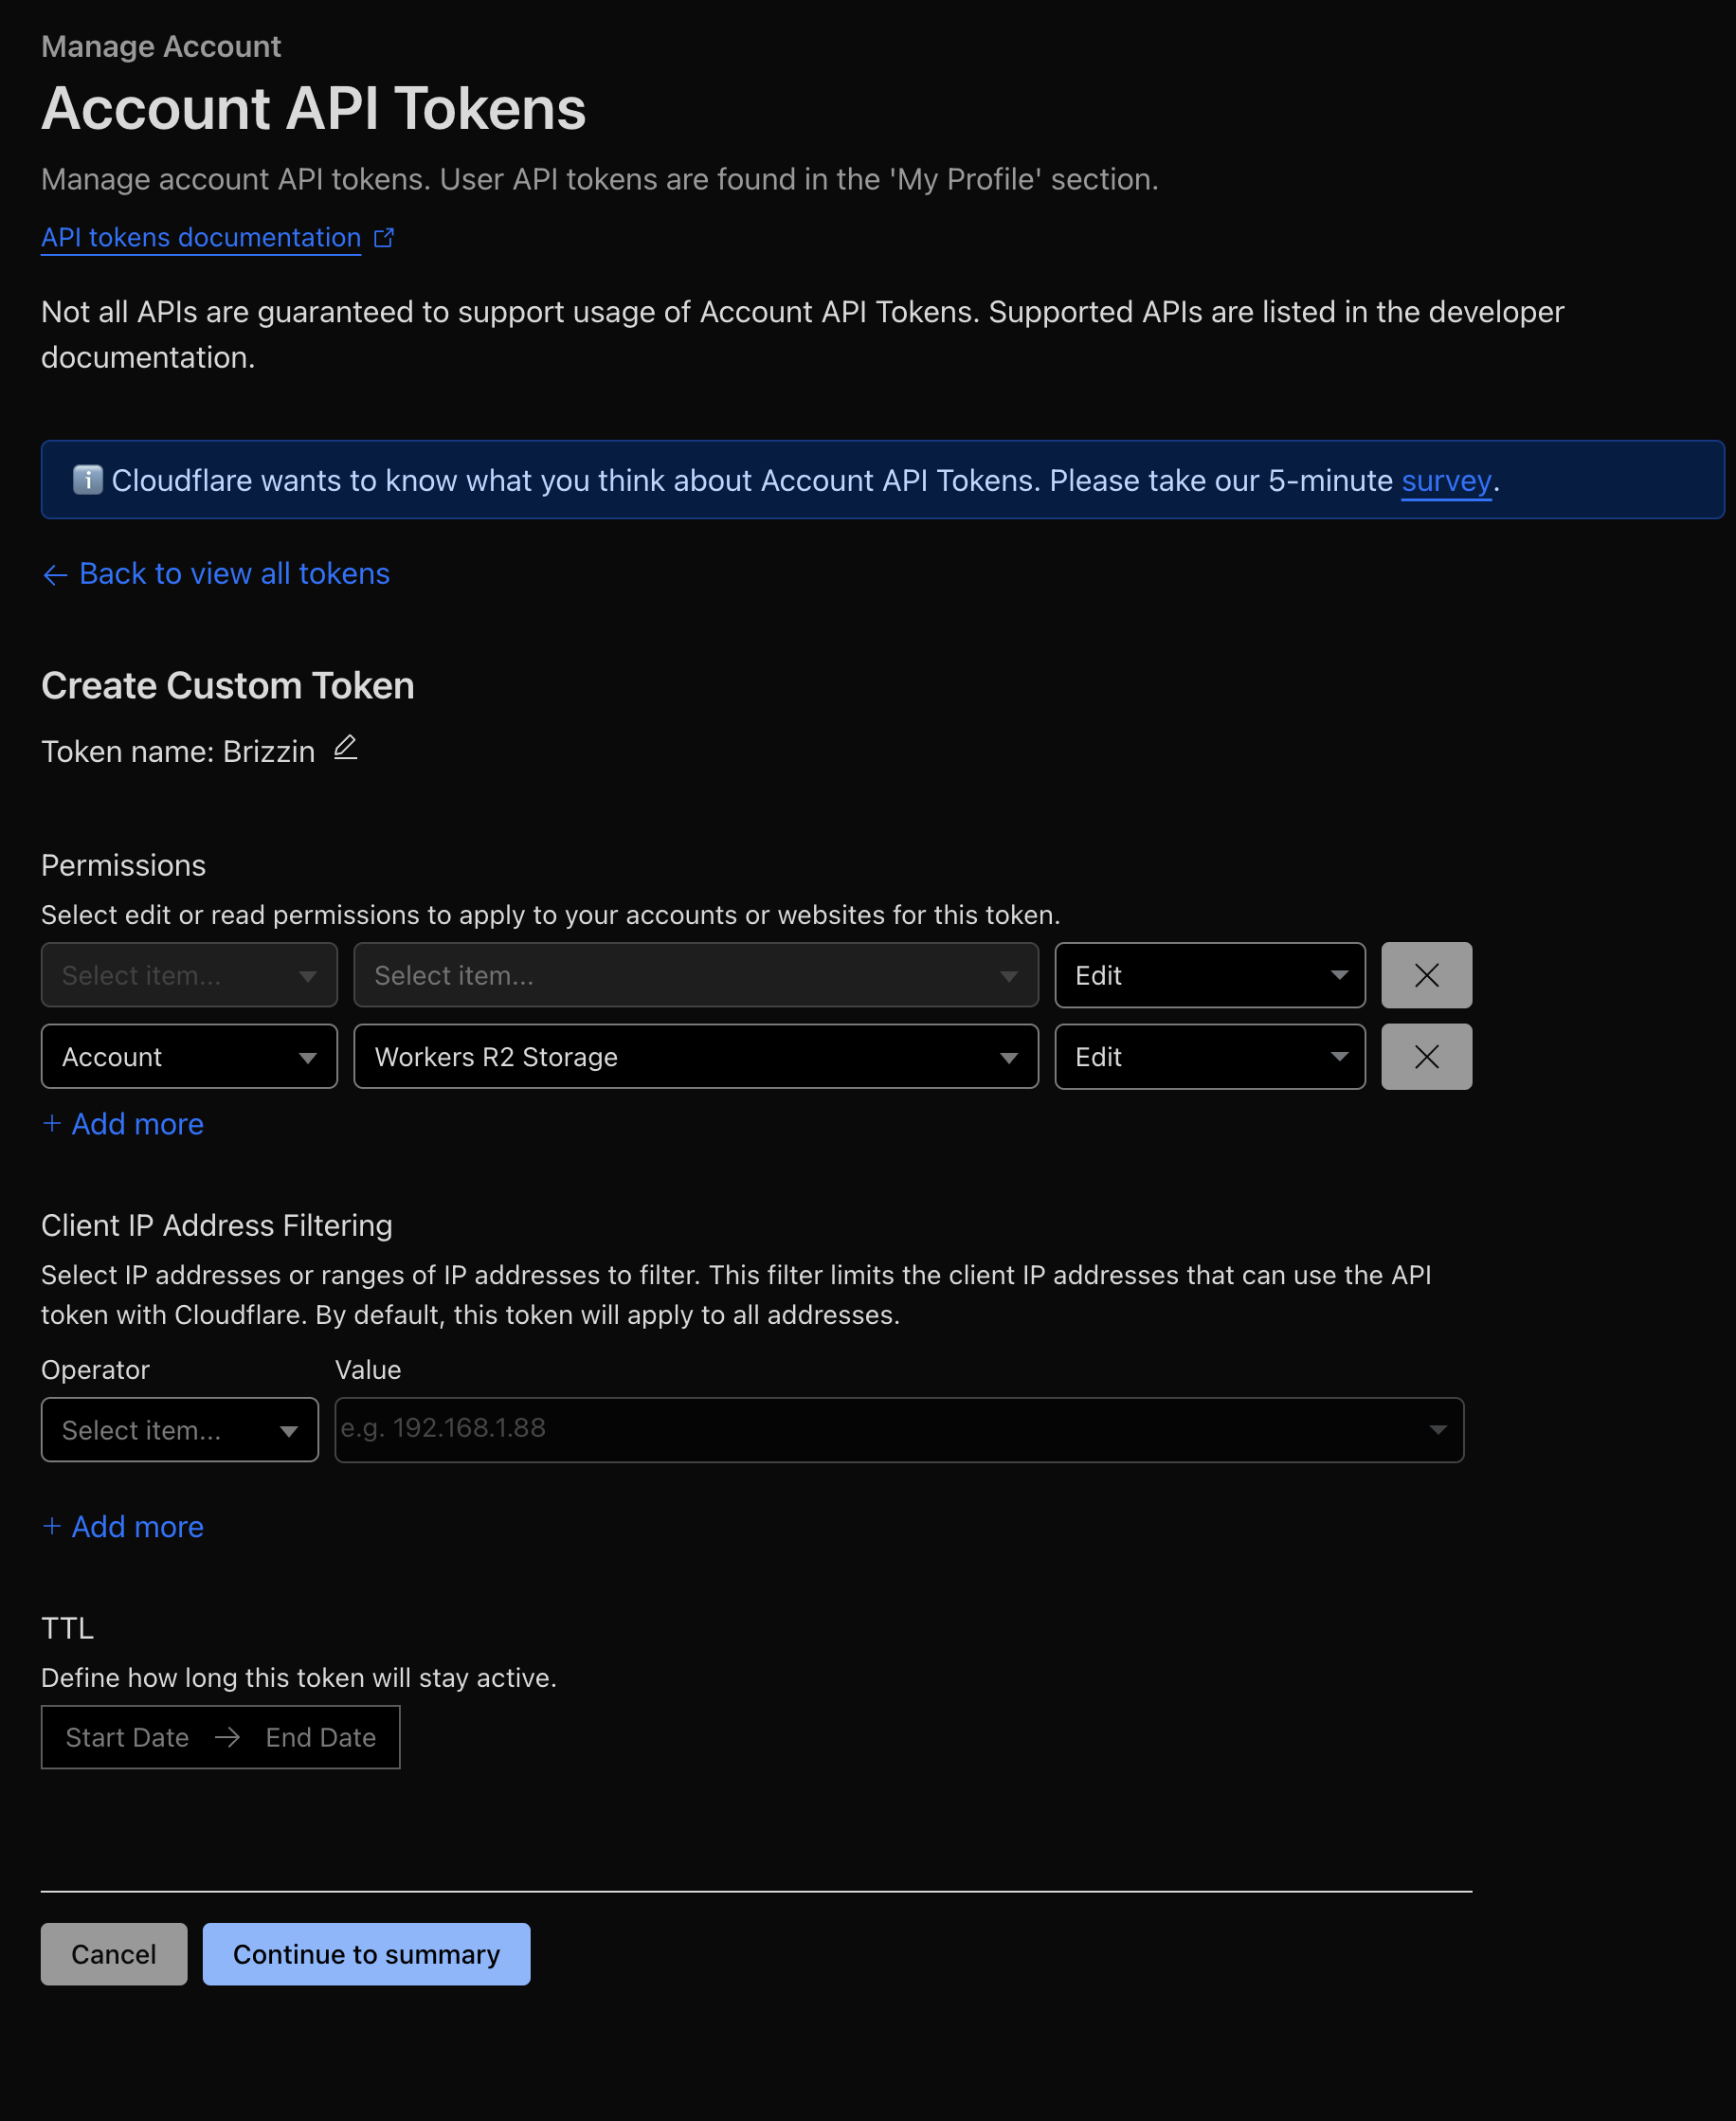 Manage Account
Account API Tokens
Manage account API tokens. User API tokens are found in the 'My Profile' section.
API tokens documentation
Not all APIs are guaranteed to support usage of Account API Tokens. Supported APIs are listed in the developer
documentation.
Cloudflare wants to know what you think about Account API Tokens. Please take our 5-minute survey.
Back to view all tokens
Create Custom Token
Token name: Brizzin
Permissions
Select edit or read permissions to apply to your accounts or websites for this token.
Select item... Select item... Edit
Account Workers R2 Storage Edit
+ Add more
Client IP Address Filtering
Select IP addresses or ranges of IP addresses to filter. This filter limits the client IP addresses that can use the API
token with Cloudflare. By default, this token will apply to all addresses.
Operator Value
Select item... e.g. 192.168.1.88
+ Add more
TTL
Define how long this token will stay active.
Start Date → End Date
Cancel Continue to summary